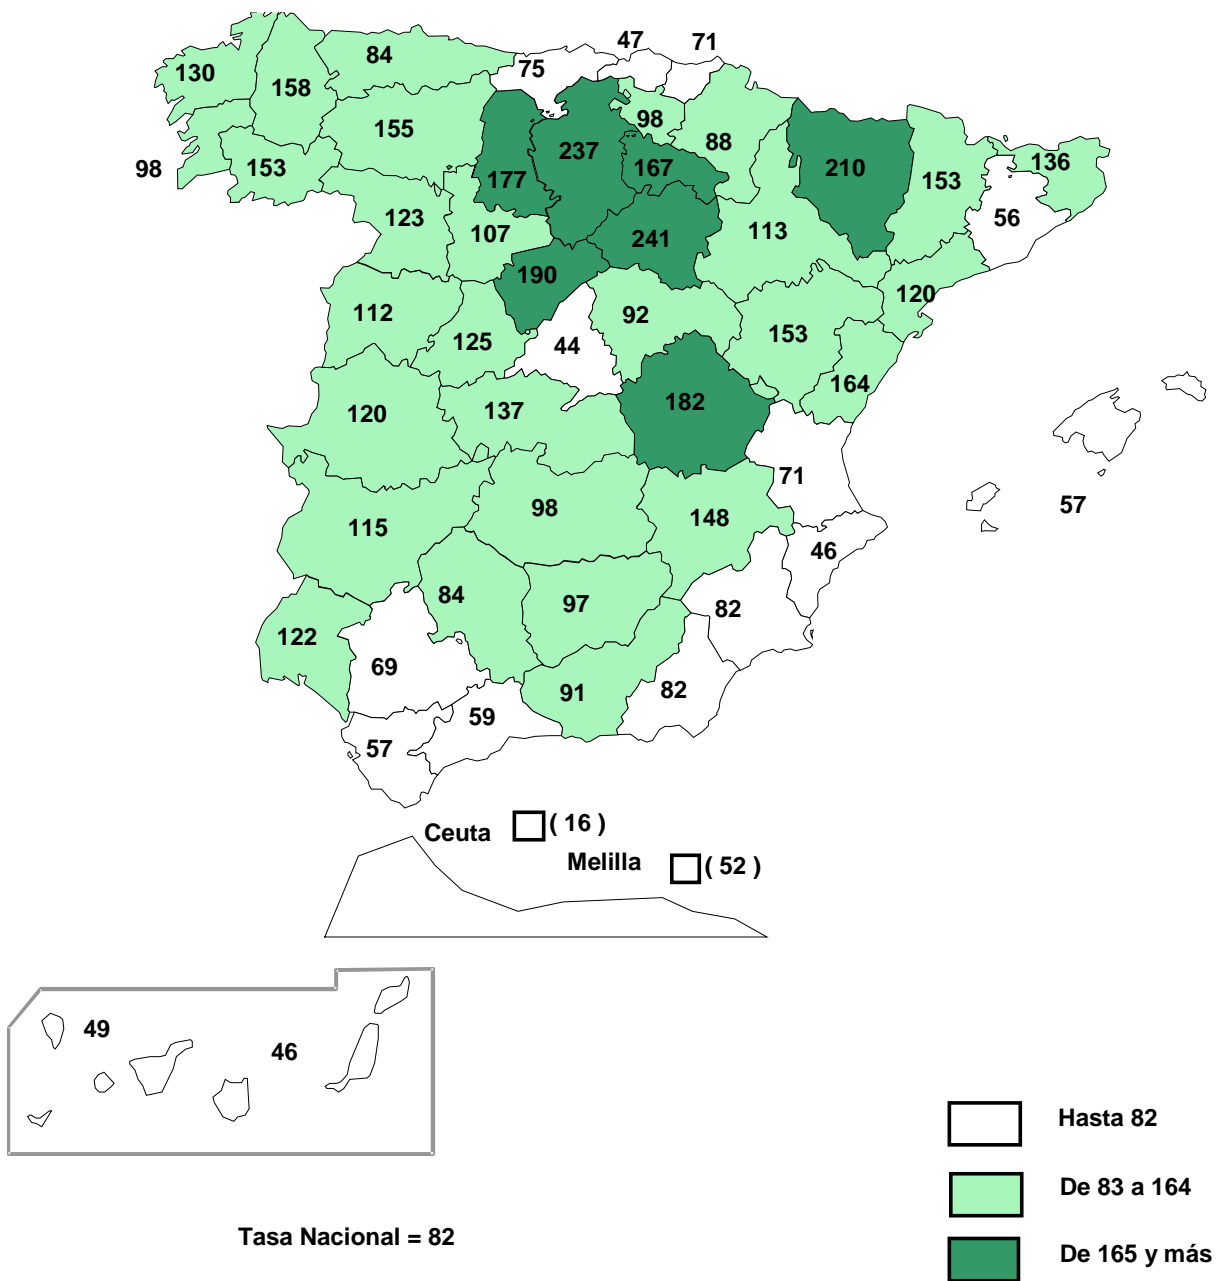 47 71
84 75
130 158
155 98
237 88
98 153 177 167 210 153 136
123 107 241 113 56
190
112 92 120
125 44 153
164
120 137 182
71
115 98 148 57
46
84 97 82
122 69
91 82
59
57
Ceuta ( 16 )
Melilla ( 52 )
49 46
Hasta 82
De 83 a 164
Tasa Nacional = 82
De 165 y más